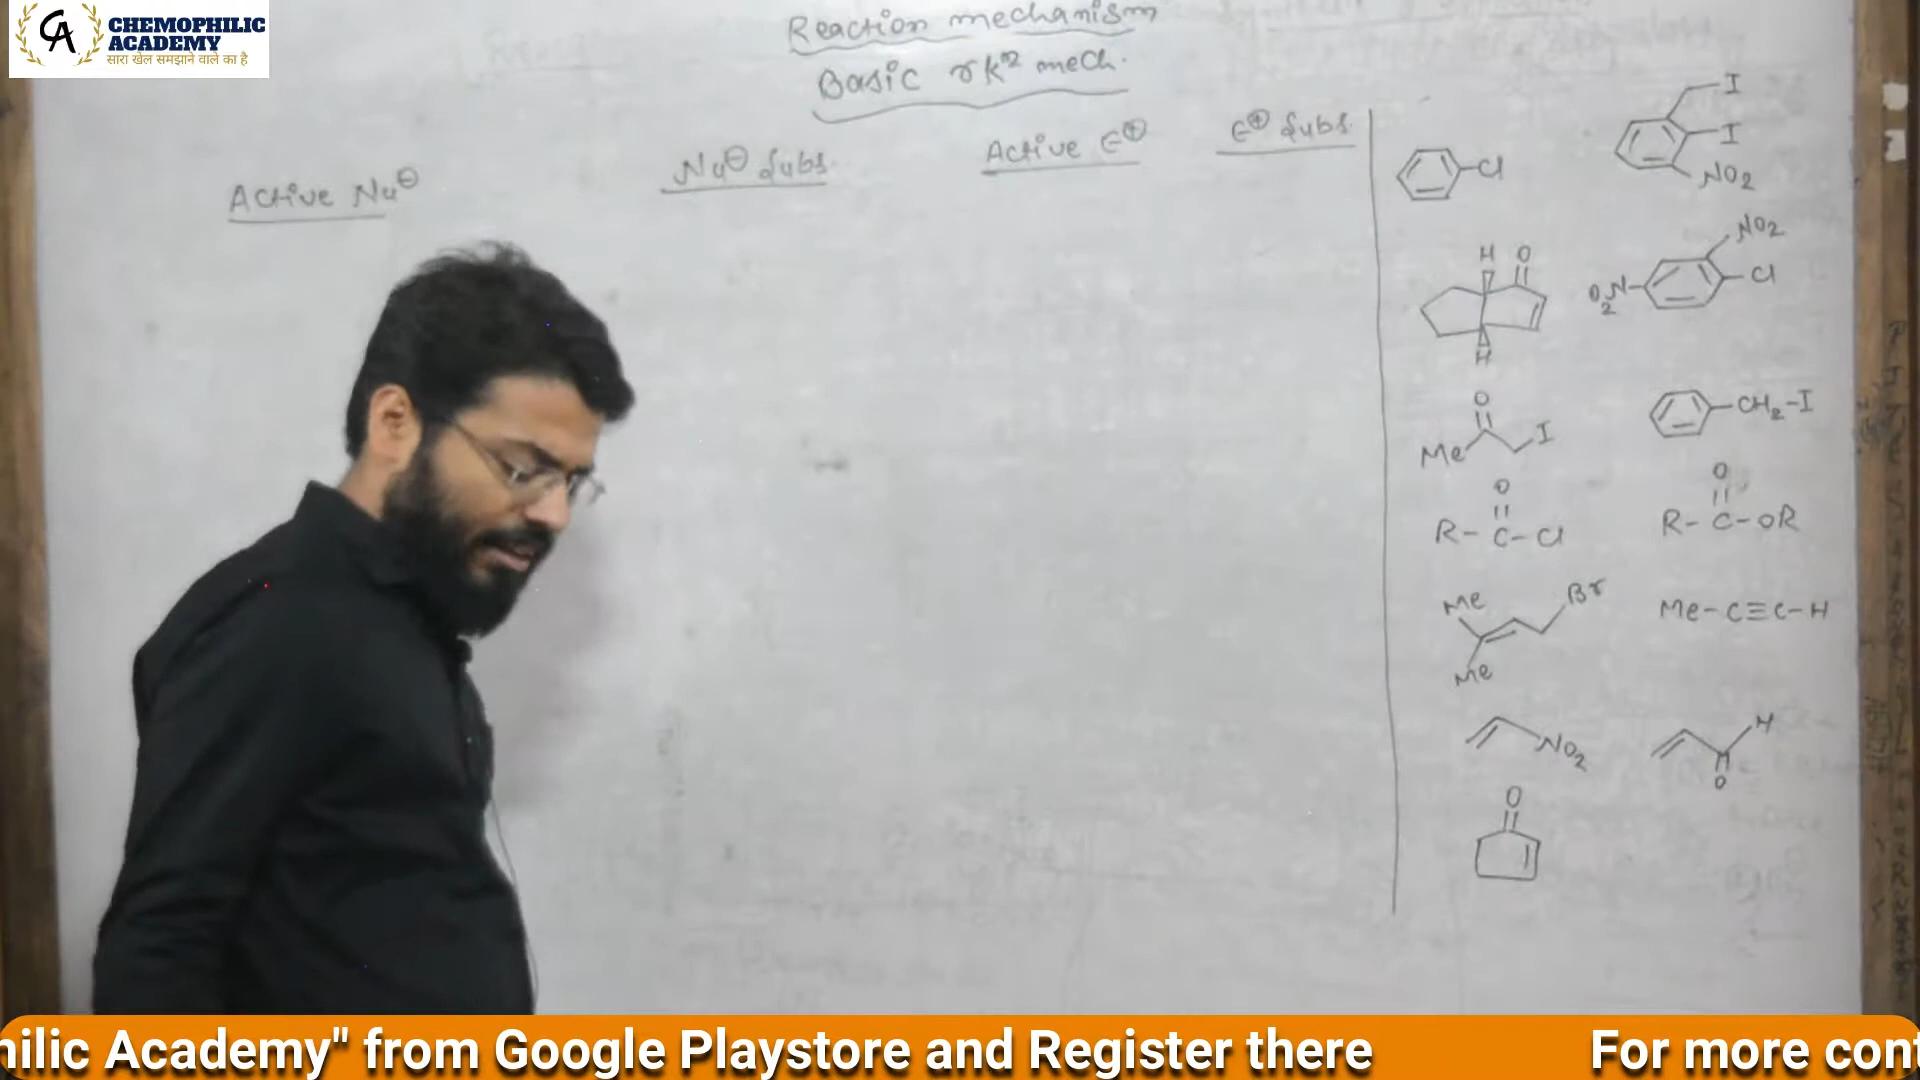 CHEMOPHILIC
ACADEMY
सारा खेल समझाने वाले का है
Reaction mechanism
Basic rkn mech.
Active Nu⊖
Nu⊖ Subs.
Active E⊕
E⊕ Subs.
Cl
I
I
NO2
H O
H
NO2
O2N
Cl
O
Me I
CH2-I
O
R-C-Cl
O
R-C-OR
Me Br
Me
Me-C≡C-H
NO2
H
O
O
hilic Academy" from Google Playstore and Register there
For more cont